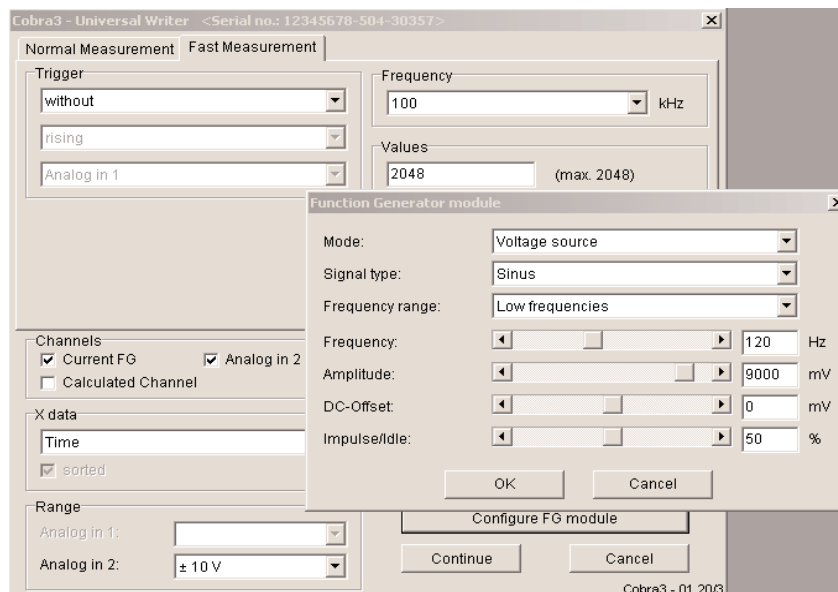 Cobra3 - Universal Writer <Serial no.: 12345678-504-30357>
Normal Measurement
Fast Measurement
Trigger
without
rising
Analog in 1
Frequency
100 kHz
Values
2048 (max. 2048)
Function Generator module
Mode: Voltage source
Signal type: Sinus
Frequency range: Low frequencies
Frequency: 120 Hz
Amplitude: 9000 mV
DC-Offset: 0 mV
Impulse/Idle: 50 %
OK Cancel
Channels
Current FG Analog in 2
Calculated Channel
X data
Time
sorted
Range
Analog in 1:
Analog in 2: ± 10 V
Configure FG module
Continue Cancel
Cobra3 - 01.20/3